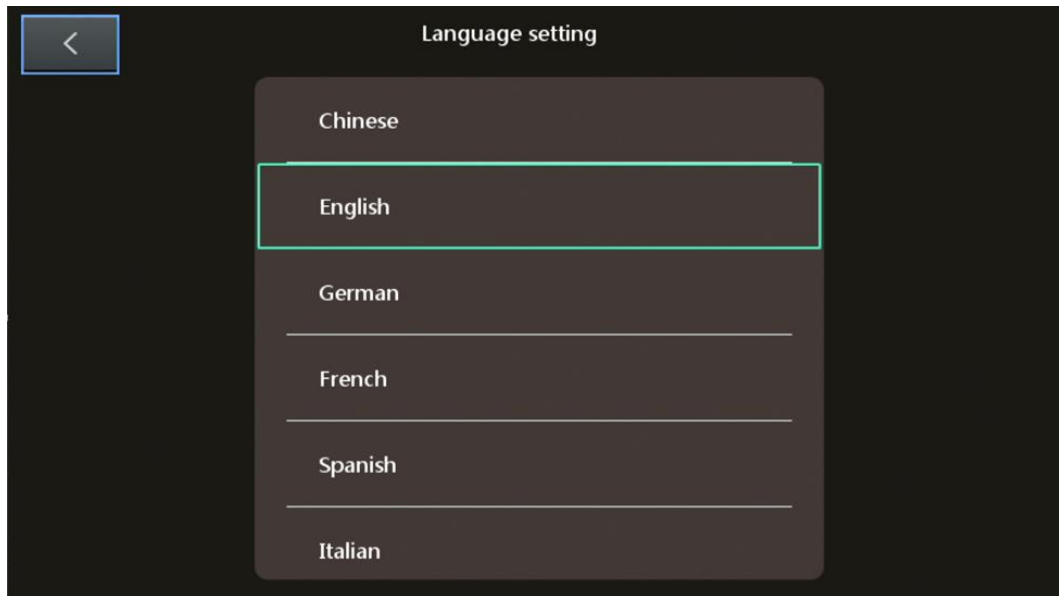 Language setting
Chinese
English
German
French
Spanish
Italian